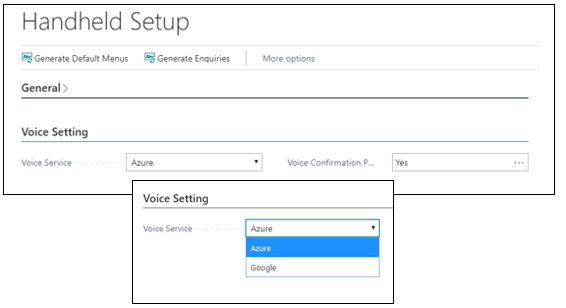 Handheld Setup
Generate Default Menus Generate Enquiries More options
General >
Voice Setting
Voice Service Azure Voice Confirmation P... Yes ...
Voice Setting
Voice Service Azure
Azure
Google